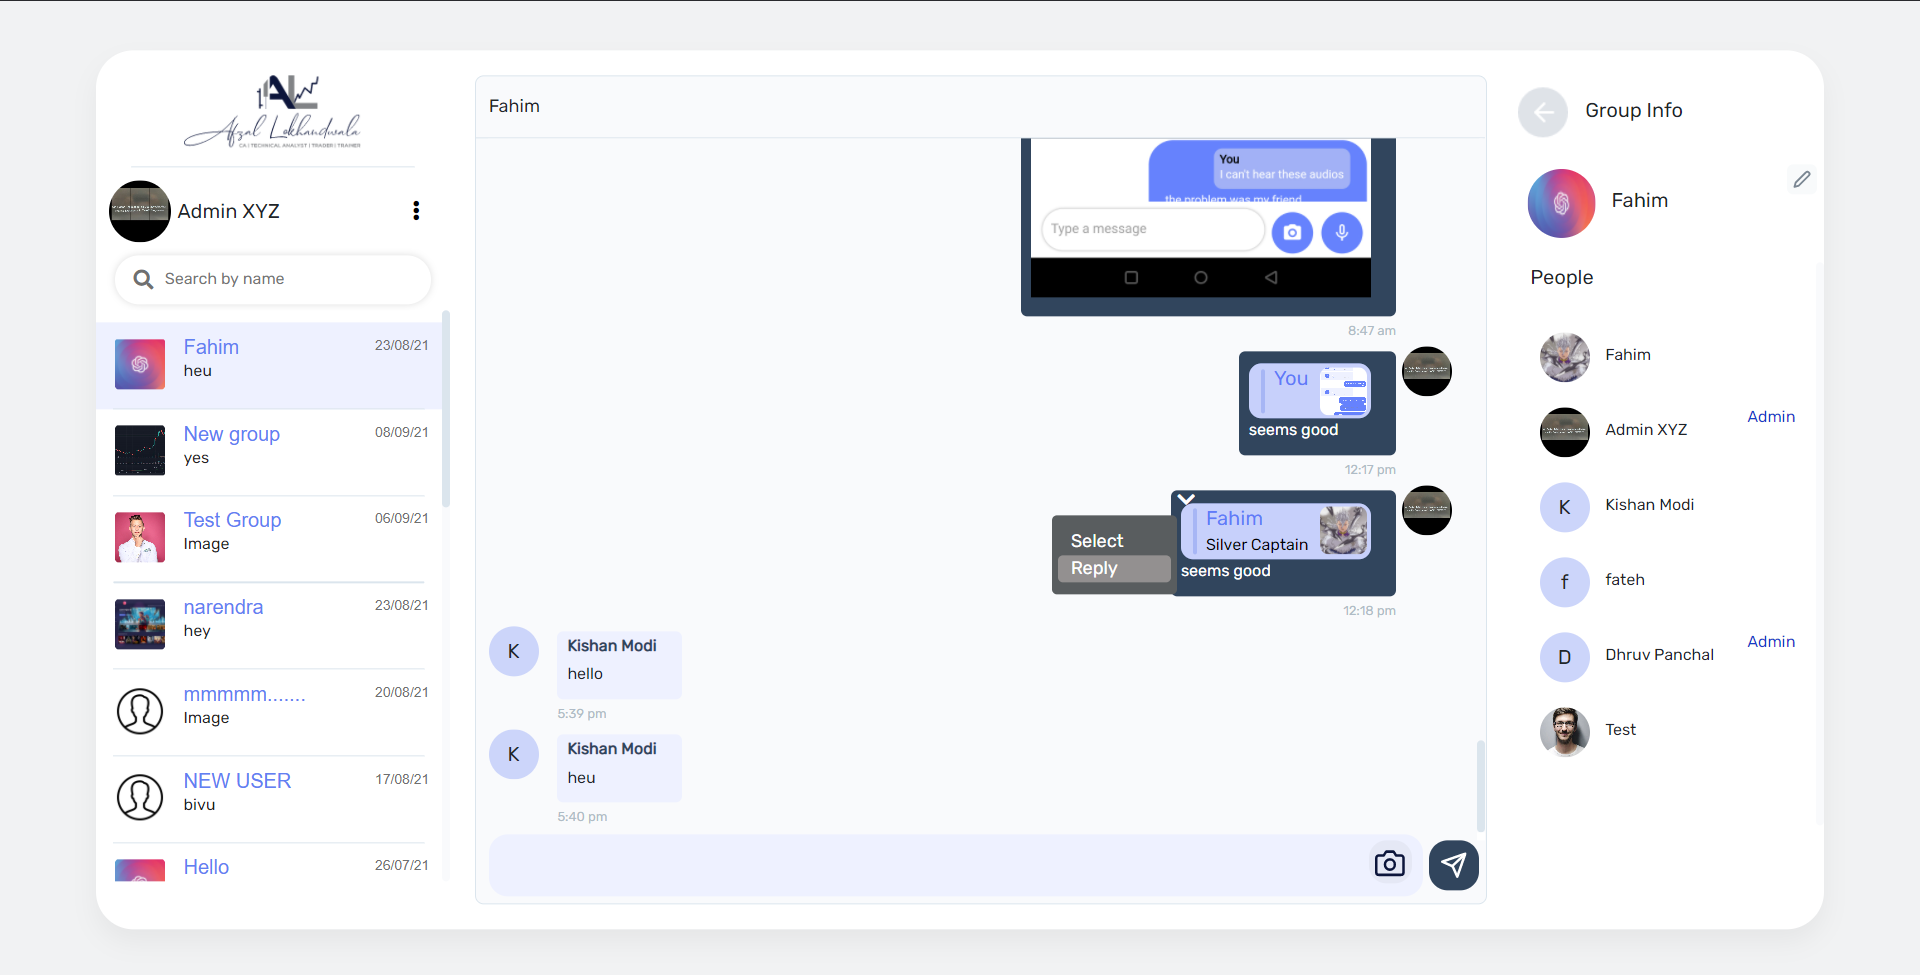 AL
Afzal Lokhandwala
CA | TECHNICAL ANALYST | TRADER | TRAINER
Admin XYZ
Search by name
Fahim
23/08/21
heu
New group
08/09/21
yes
Test Group
06/09/21
Image
narendra
23/08/21
hey
mmmmm.......
20/08/21
Image
NEW USER
17/08/21
bivu
Hello
26/07/21
Fahim
You
I can't hear these audios
the problem was my friend
Type a message
8:47 am
You
seems good
12:17 pm
Fahim
Silver Captain
seems good
Select
Reply
12:18 pm
K
Kishan Modi
hello
5:39 pm
K
Kishan Modi
heu
5:40 pm
Group Info
Fahim
People
Fahim
Admin XYZ
Admin
K
Kishan Modi
f
fateh
D
Dhruv Panchal
Admin
Test